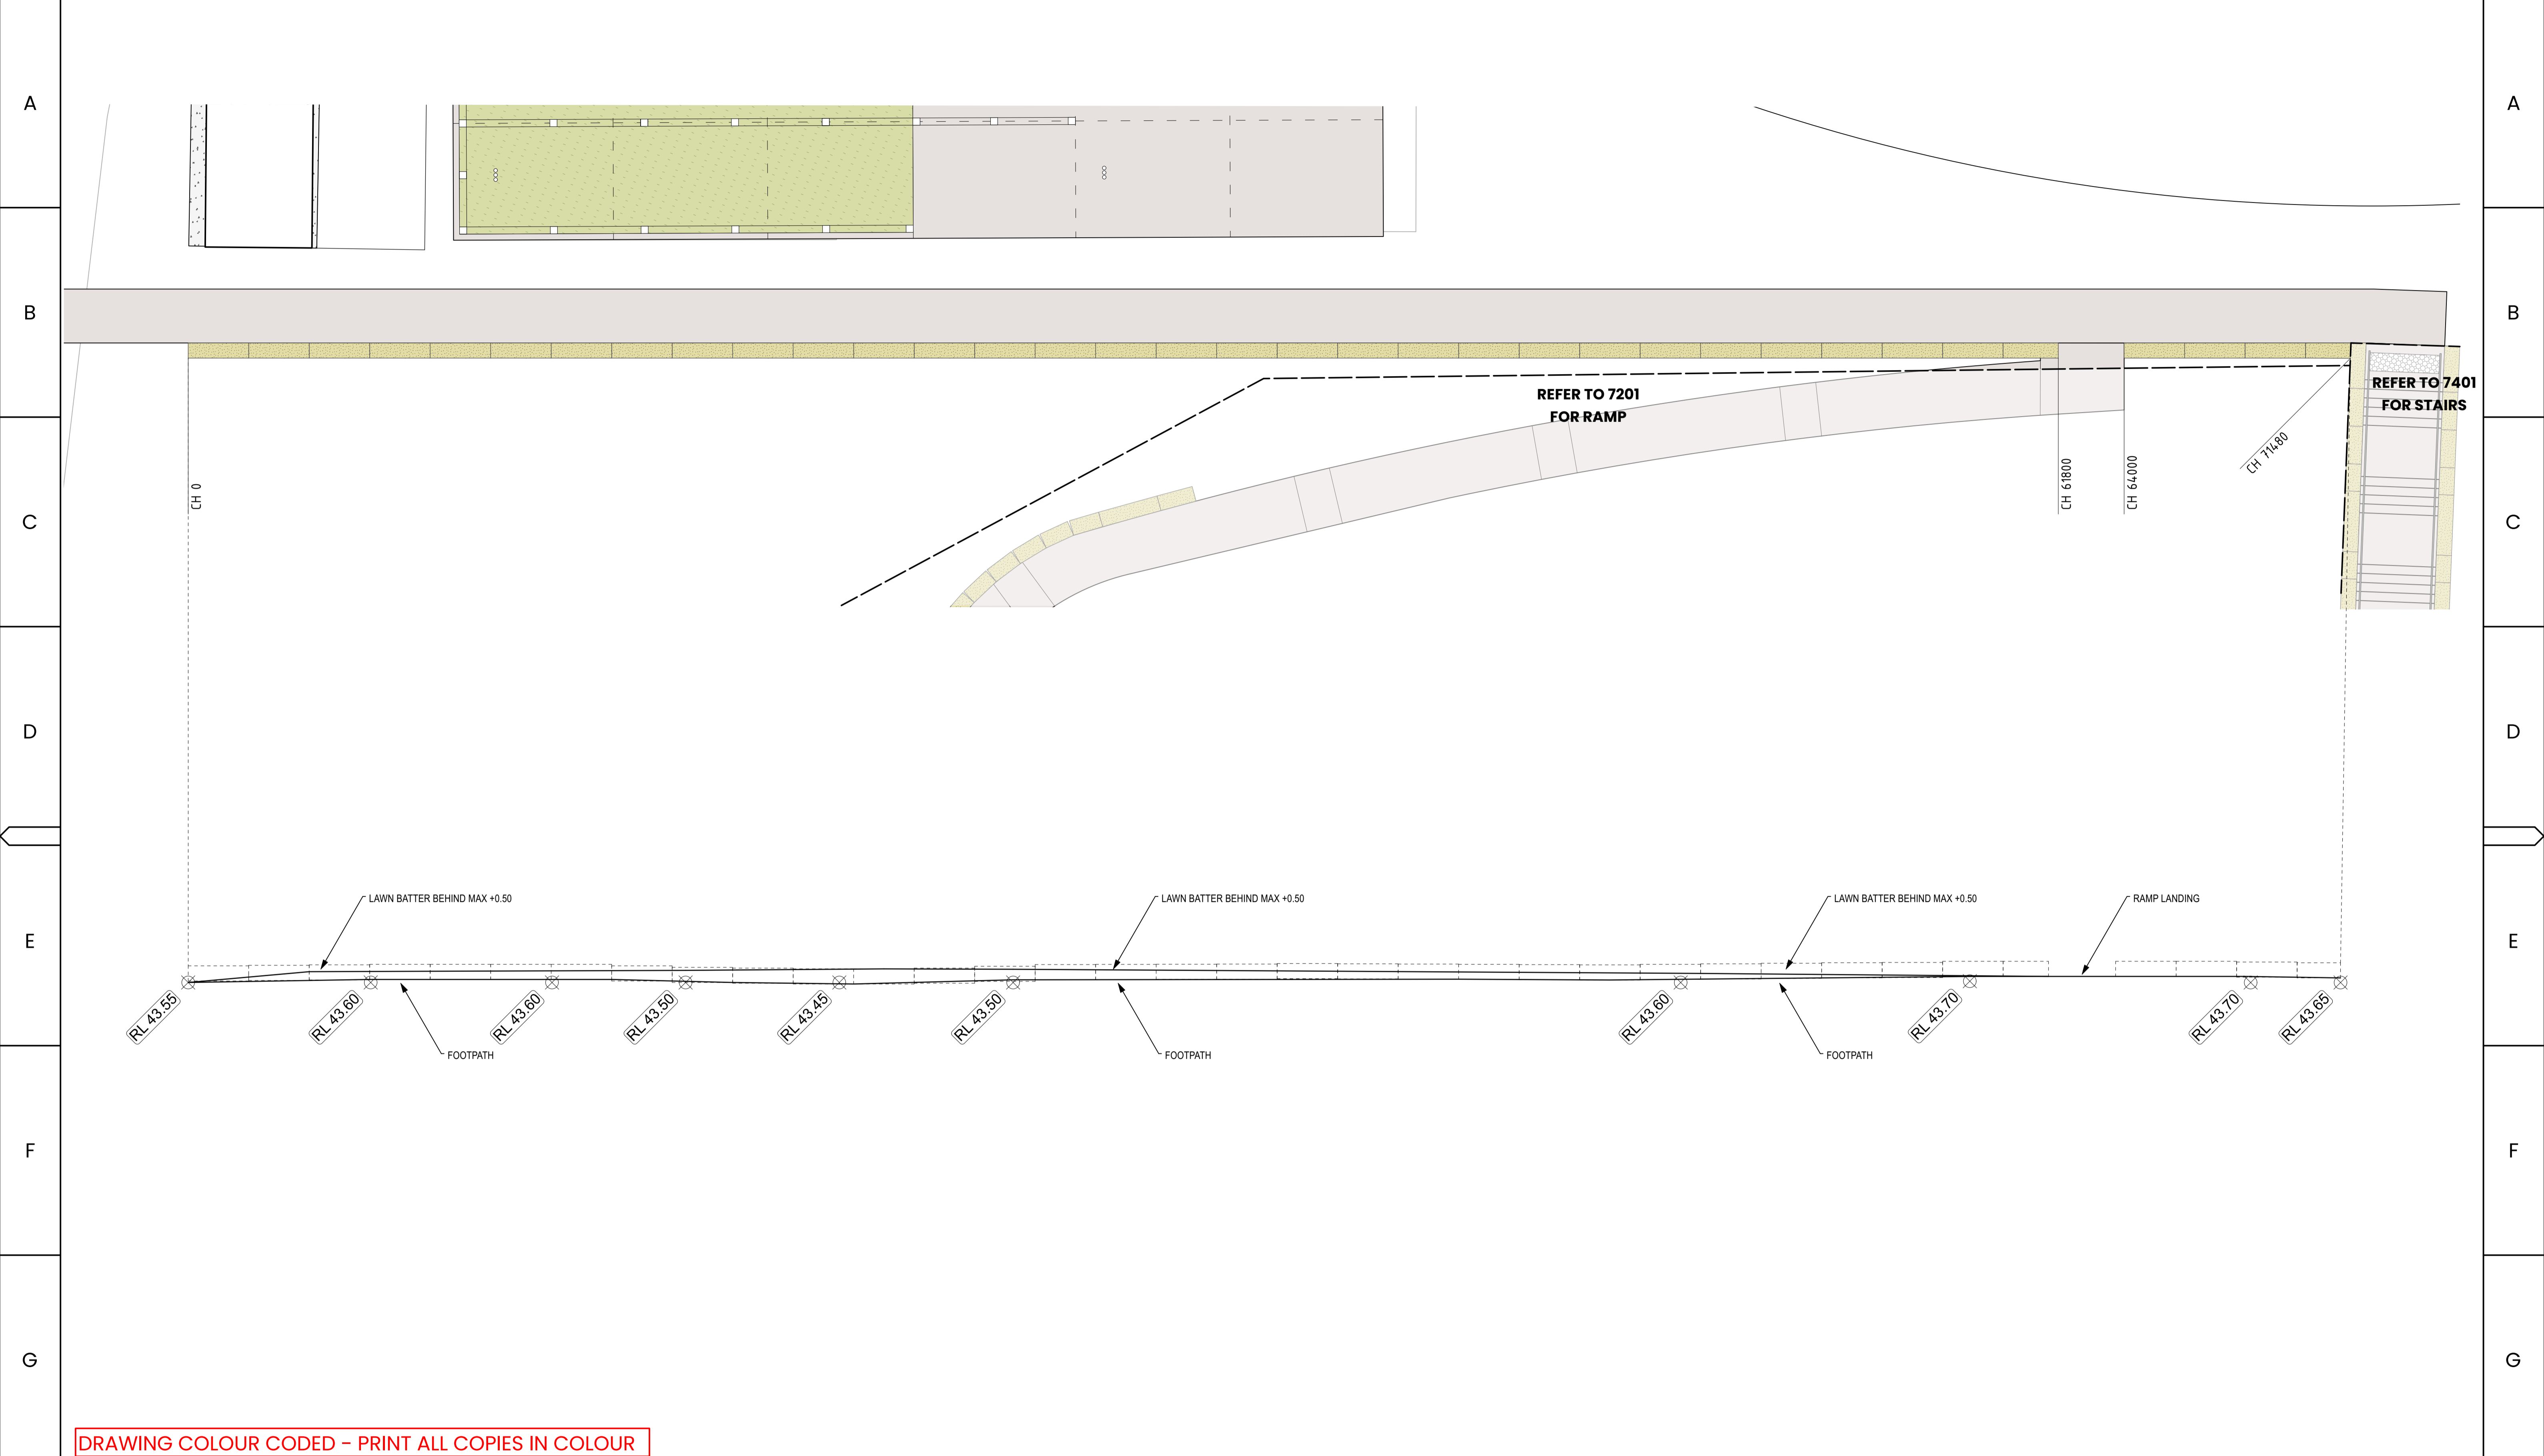 A
A
B
B
REFER TO 7201
FOR RAMP
REFER TO 7401
FOR STAIRS
CH 0
CH 61800
CH 64000
CH 71480
C
C
D
D
LAWN BATTER BEHIND MAX +0.50
LAWN BATTER BEHIND MAX +0.50
LAWN BATTER BEHIND MAX +0.50
RAMP LANDING
E
E
RL 43.55
RL 43.60
RL 43.60
RL 43.50
RL 43.45
RL 43.50
RL 43.60
RL 43.70
RL 43.70
RL 43.65
FOOTPATH
FOOTPATH
FOOTPATH
F
F
G
G
DRAWING COLOUR CODED - PRINT ALL COPIES IN COLOUR